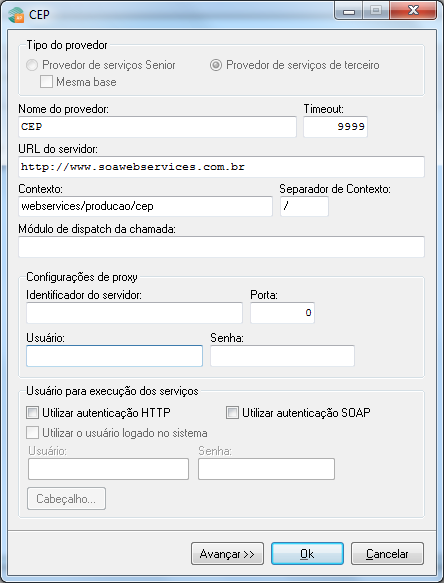 CEP
Tipo do provedor
Provedor de serviços Senior
Provedor de serviços de terceiro
Mesma base
Nome do provedor:
Timeout:
CEP
9999
URL do servidor:
http://www.soawebservices.com.br
Contexto:
Separador de Contexto:
webservices/producao/cep
/
Módulo de dispatch da chamada:
Configurações de proxy
Identificador do servidor:
Porta:
0
Usuário:
Senha:
Usuário para execução dos serviços
Utilizar autenticação HTTP
Utilizar autenticação SOAP
Utilizar o usuário logado no sistema
Usuário:
Senha:
Cabeçalho...
Avançar >>
Ok
Cancelar